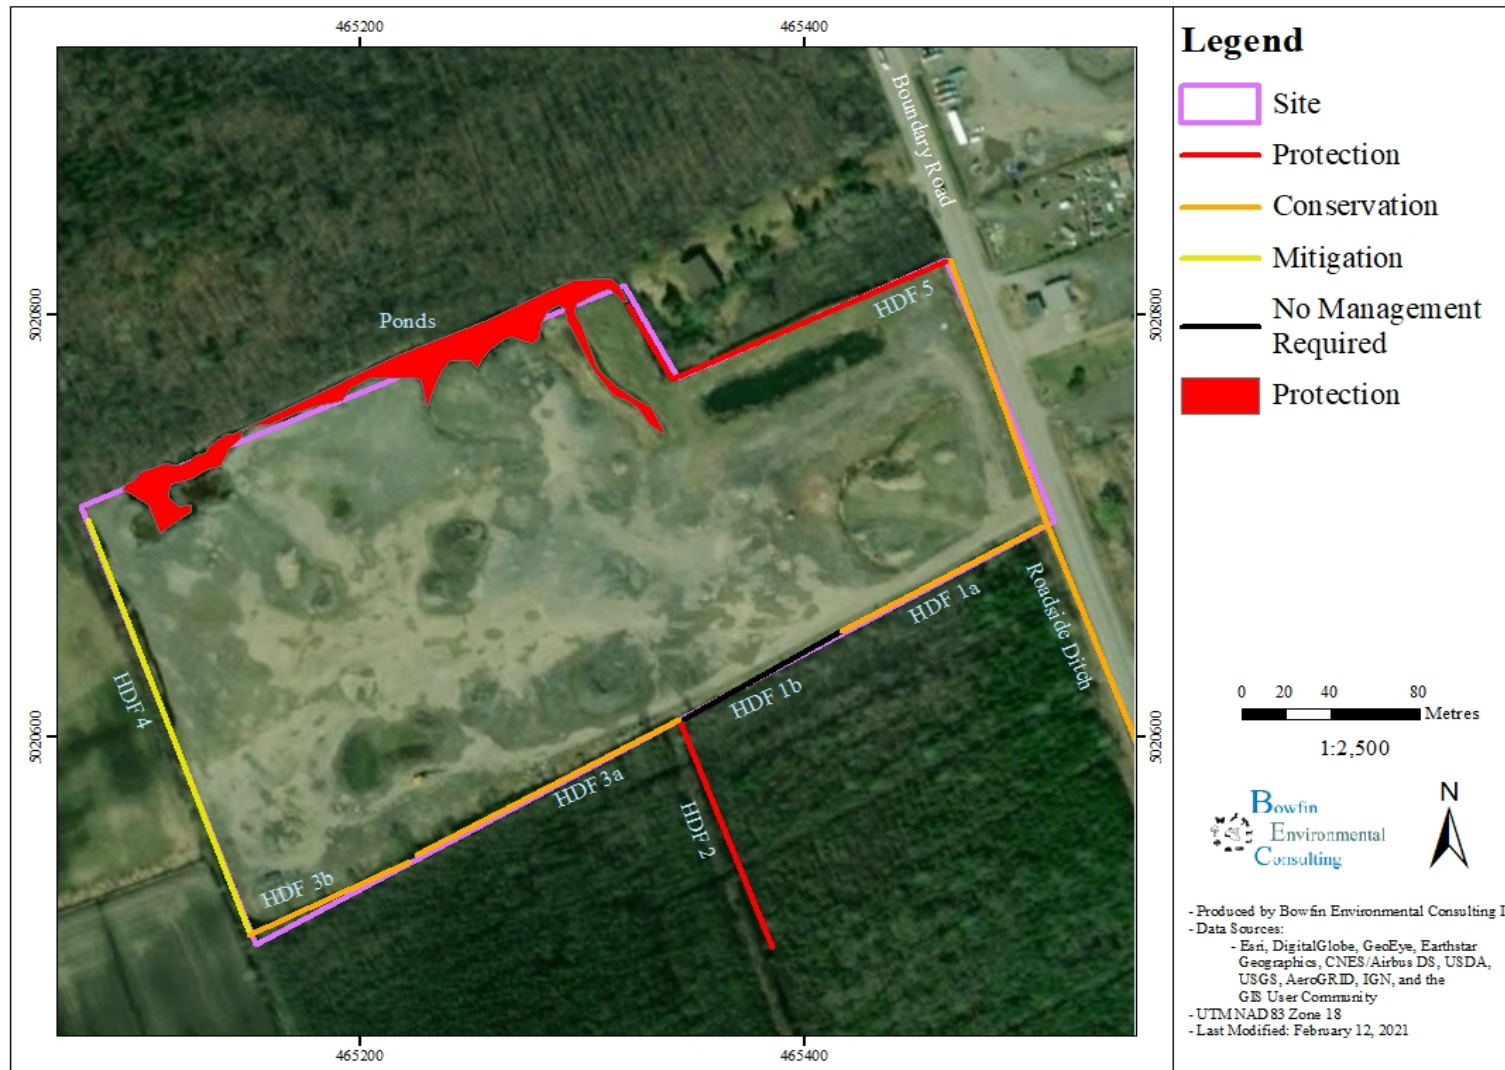 465200
465400
Legend
Site
Protection
Conservation
Mitigation
No Management
Required
Protection
Boundary Road
5020800
5020800
Ponds
HDF 5
HDF 1a
Roadside Ditch
HDF 4
HDF 1b
HDF 3a
HDF 2
HDF 3b
5020600
5020600
0 20 40 80
Metres
1:2,500
Bowfin
Environmental
Consulting
N
- Produced by Bowfin Environmental Consulting I
- Data Sources:
- Esri, DigitalGlobe, GeoEye, Earthstar
Geographics, CNES/Airbus DS, USDA,
USGS, AeroGRID, IGN, and the
GIS User Community
- UTM NAD 83 Zone 18
- Last Modified: February 12, 2021
465200
465400